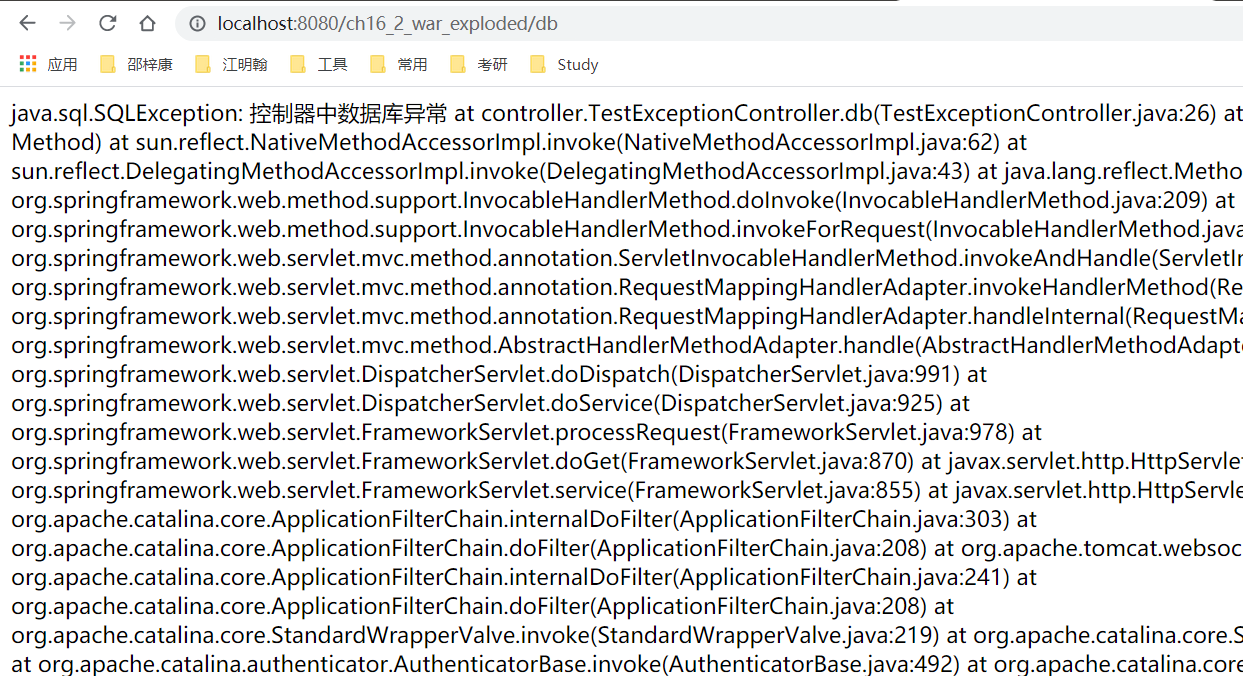 localhost:8080/ch16_2_war_exploded/db
应用 邵梓康 江明翰 工具 常用 考研 Study
java.sql.SQLException: 控制器中数据库异常 at controller.TestExceptionController.db(TestExceptionController.java:26) at
Method) at sun.reflect.NativeMethodAccessorImpl.invoke(NativeMethodAccessorImpl.java:62) at
sun.reflect.DelegatingMethodAccessorImpl.invoke(DelegatingMethodAccessorImpl.java:43) at java.lang.reflect.Metho
org.springframework.web.method.support.InvocableHandlerMethod.doInvoke(InvocableHandlerMethod.java:209) at
org.springframework.web.method.support.InvocableHandlerMethod.invokeForRequest(InvocableHandlerMethod.java
org.springframework.web.servlet.mvc.method.annotation.ServletInvocableHandlerMethod.invokeAndHandle(ServletIn
org.springframework.web.servlet.mvc.method.annotation.RequestMappingHandlerAdapter.invokeHandlerMethod(Re
org.springframework.web.servlet.mvc.method.annotation.RequestMappingHandlerAdapter.handleInternal(RequestMa
org.springframework.web.servlet.mvc.method.AbstractHandlerMethodAdapter.handle(AbstractHandlerMethodAdapte
org.springframework.web.servlet.DispatcherServlet.doDispatch(DispatcherServlet.java:991) at
org.springframework.web.servlet.DispatcherServlet.doService(DispatcherServlet.java:925) at
org.springframework.web.servlet.FrameworkServlet.processRequest(FrameworkServlet.java:978) at
org.springframework.web.servlet.FrameworkServlet.doGet(FrameworkServlet.java:870) at javax.servlet.http.HttpServlet
org.springframework.web.servlet.FrameworkServlet.service(FrameworkServlet.java:855) at javax.servlet.http.HttpServle
org.apache.catalina.core.ApplicationFilterChain.internalDoFilter(ApplicationFilterChain.java:303) at
org.apache.catalina.core.ApplicationFilterChain.doFilter(ApplicationFilterChain.java:208) at org.apache.tomcat.websoc
org.apache.catalina.core.ApplicationFilterChain.internalDoFilter(ApplicationFilterChain.java:241) at
org.apache.catalina.core.ApplicationFilterChain.doFilter(ApplicationFilterChain.java:208) at
org.apache.catalina.core.StandardWrapperValve.invoke(StandardWrapperValve.java:219) at org.apache.catalina.core.S
at org.apache.catalina.authenticator.AuthenticatorBase.invoke(AuthenticatorBase.java:492) at org.apache.catalina.core